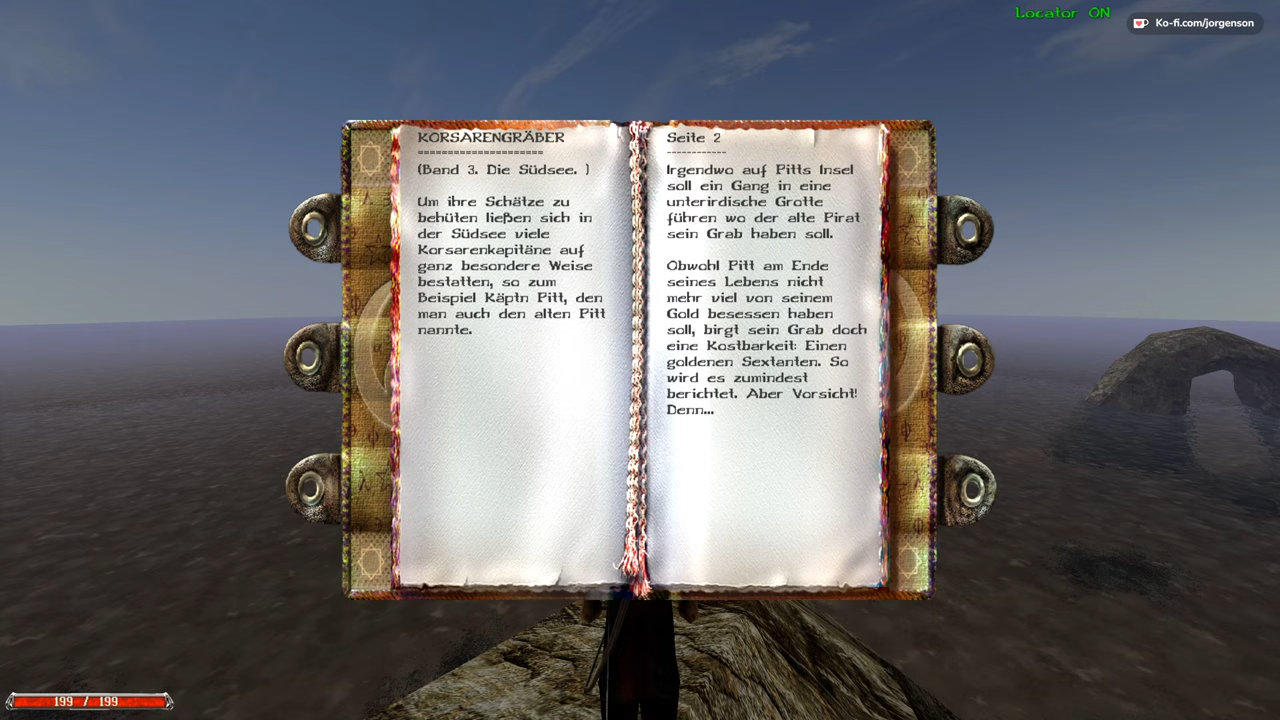 Locator ON
Ko-fi.com/jorgenson
KORSARENGRÄBER
=====================
(Band 3. Die Südsee. )
Um ihre Schätze zu
behüten ließen sich in
der Südsee viele
Korsarenkapitäne auf
ganz besondere Weise
bestatten, so zum
Beispiel Käptn Pitt, den
man auch den alten Pitt
nannte.
Seite 2
-----------
Irgendwo auf Pitts Insel
soll ein Gang in eine
unterirdische Grotte
führen wo der alte Pirat
sein Grab haben soll.
Obwohl Pitt am Ende
seines Lebens nicht
mehr viel von seinem
Gold besessen haben
soll, birgt sein Grab doch
eine Kostbarkeit: Einen
goldenen Sextanten. So
wird es zumindest
berichtet. Aber Vorsicht!
Denn...
199 / 199